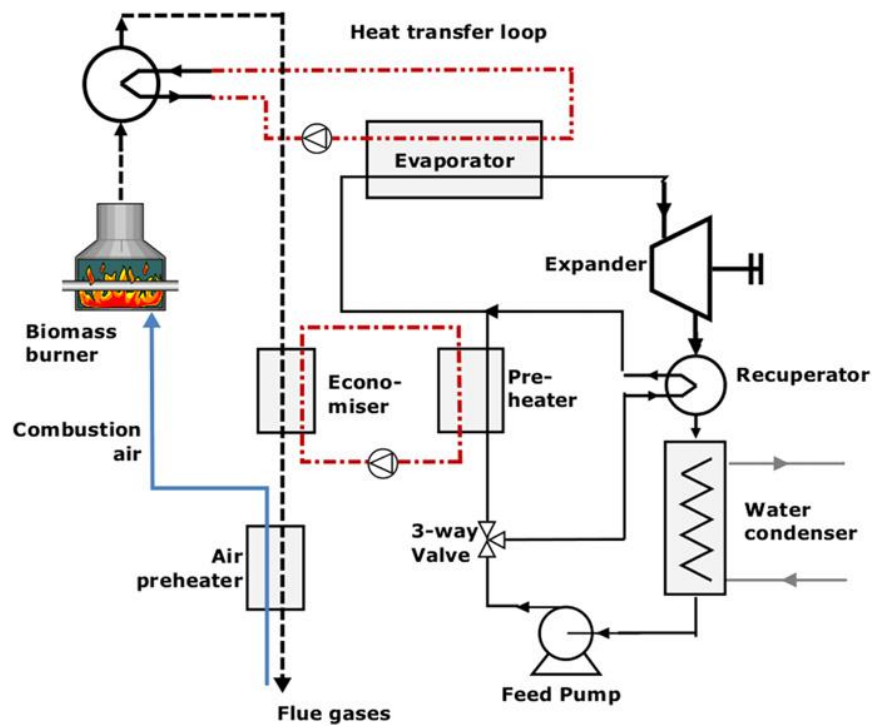 Heat transfer loop
Evaporator
Expander
Biomass
burner
Econo-
miser
Pre-
heater
Recuperator
Combustion
air
3-way
Valve
Water
condenser
Air
preheater
Feed Pump
Flue gases